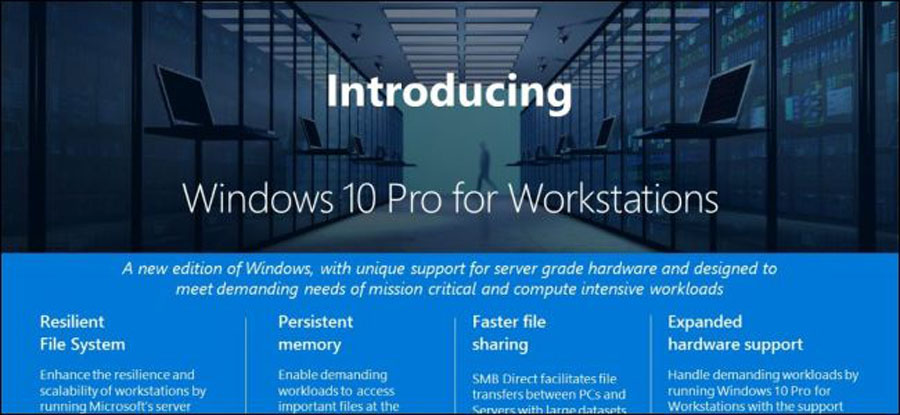 Introducing
Windows 10 Pro for Workstations
A new edition of Windows, with unique support for server grade hardware and designed to
meet demanding needs of mission critical and compute intensive workloads
Resilient
File System
Enhance the resilience and
scalability of workstations by
running Microsoft's server
Persistent
memory
Enable demanding
workloads to access
important files at the
Faster file
sharing
SMB Direct facilitates file
transfers between PCs and
Servers with large datasets
Expanded
hardware support
Handle demanding workloads by
running Windows 10 Pro for
Workstations with the support